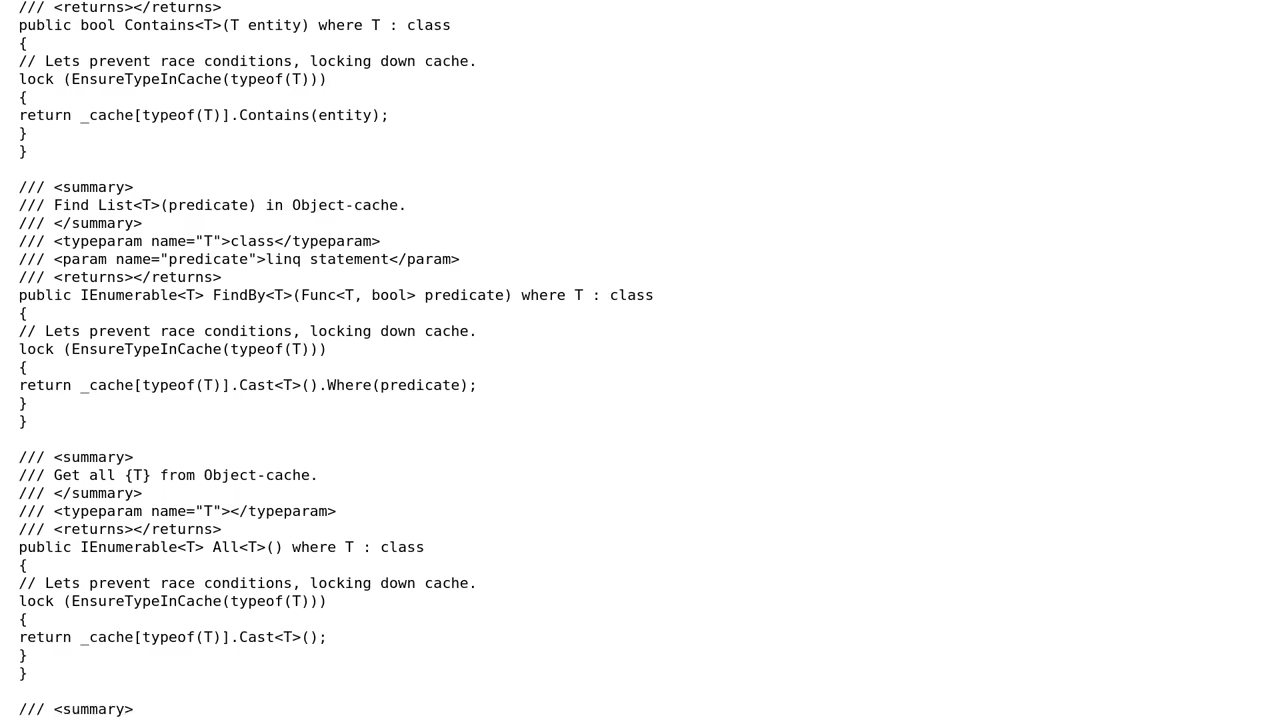 /// <returns></returns>
public bool Contains<T>(T entity) where T : class
{
// Lets prevent race conditions, locking down cache.
lock (EnsureTypeInCache(typeof(T)))
{
return _cache[typeof(T)].Contains(entity);
}
}

/// <summary>
/// Find List<T>(predicate) in Object-cache.
/// </summary>
/// <typeparam name="T">class</typeparam>
/// <param name="predicate">linq statement</param>
/// <returns></returns>
public IEnumerable<T> FindBy<T>(Func<T, bool> predicate) where T : class
{
// Lets prevent race conditions, locking down cache.
lock (EnsureTypeInCache(typeof(T)))
{
return _cache[typeof(T)].Cast<T>().Where(predicate);
}
}

/// <summary>
/// Get all {T} from Object-cache.
/// </summary>
/// <typeparam name="T"></typeparam>
/// <returns></returns>
public IEnumerable<T> All<T>() where T : class
{
// Lets prevent race conditions, locking down cache.
lock (EnsureTypeInCache(typeof(T)))
{
return _cache[typeof(T)].Cast<T>();
}
}

/// <summary>